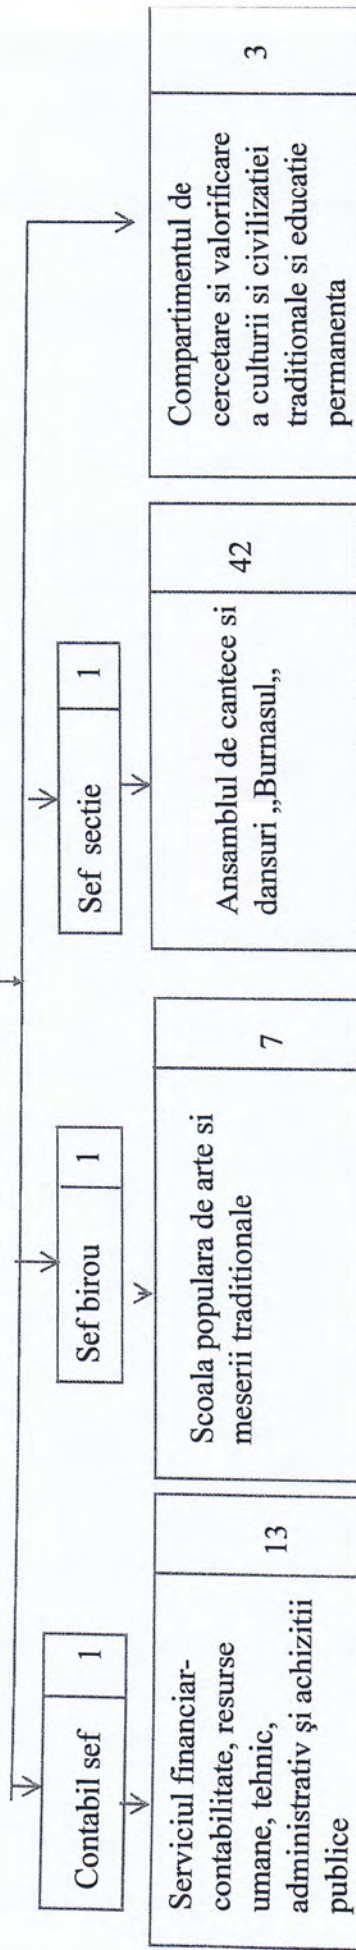 Contabil sef 1
Sef birou 1
Sef sectie 1
Serviciul financiar-
contabilitate, resurse
umane, tehnic,
administrativ și achizitii
publice
13
Scoala populara de arte si
meserii traditionale
7
Ansamblul de cantece si
dansuri „Burnasul„
42
Compartimentul de
cercetare si valorificare
a culturii si civilizatiei
traditionale si educatie
permanenta
3